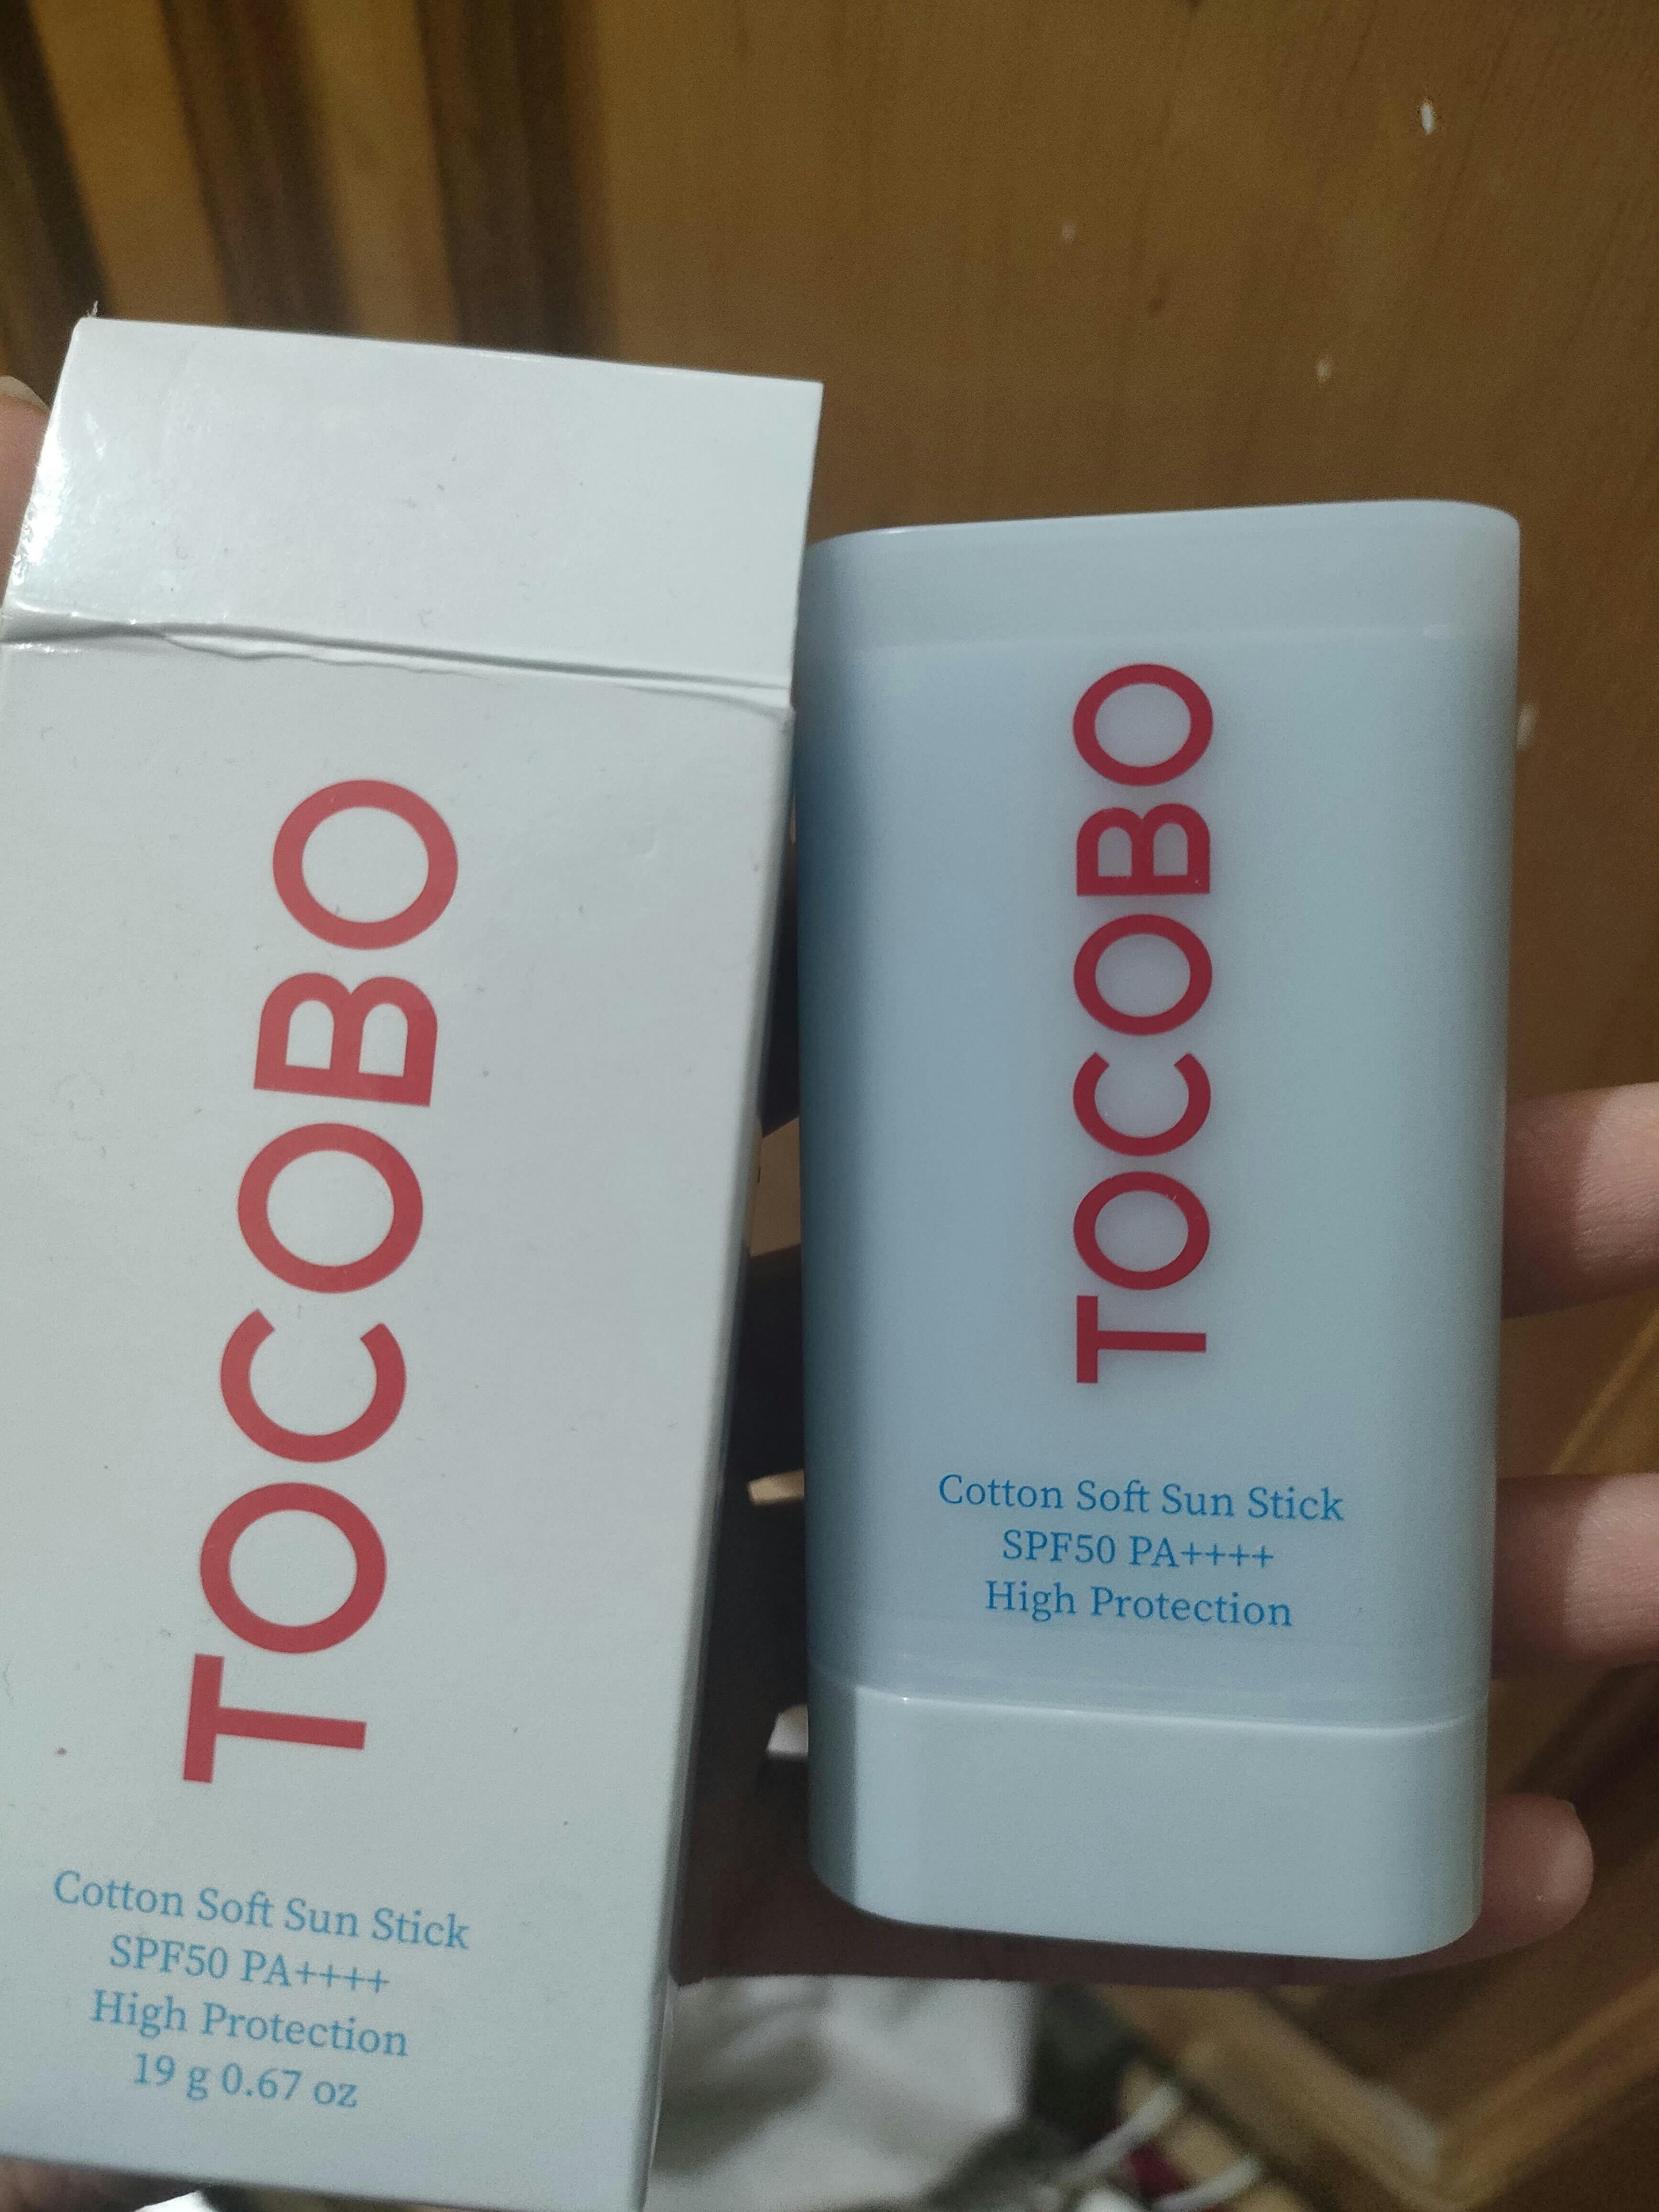 TOCOBO
Cotton Soft Sun Stick
SPF50 PA++++
High Protection
19 g 0.67 oz
TOCOBO
Cotton Soft Sun Stick
SPF50 PA++++
High Protection